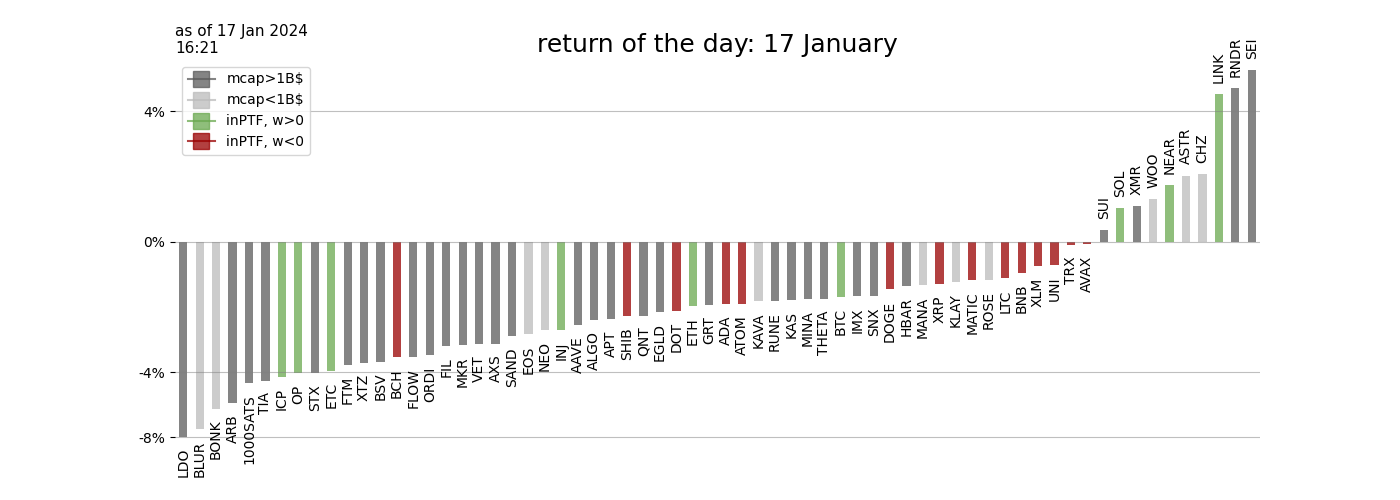 as of 17 Jan 2024
16:21
return of the day: 17 January
mcap>1B$
mcap<1B$
inPTF, w>0
inPTF, w<0
4%
0%
-4%
-8%
LDO
BLUR
BONK
ARB
1000SATS
TIA
ICP
OP
STX
ETC
FTM
XTZ
BSV
BCH
FLOW
ORDI
FIL
MKR
VET
AXS
SAND
EOS
NEO
INJ
AAVE
ALGO
APT
SHIB
QNT
EGLD
DOT
ETH
GRT
ADA
ATOM
KAVA
RUNE
KAS
MINA
THETA
BTC
IMX
SNX
DOGE
HBAR
MANA
XRP
KLAY
MATIC
ROSE
LTC
BNB
XLM
UNI
TRX
AVAX
SUI
SOL
XMR
WOO
NEAR
ASTR
CHZ
LINK
RNDR
SEI